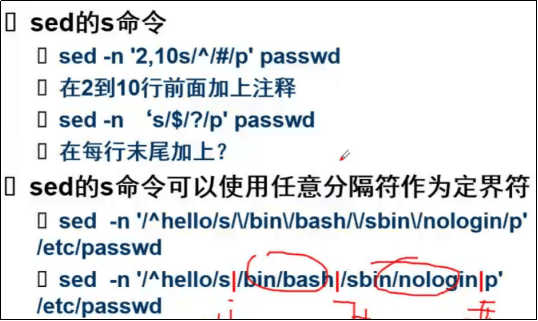 sed的s命令
sed -n '2,10s/^/#/p' passwd
在2到10行前面加上注释
sed -n ‘s/$/?/p' passwd
在每行末尾加上?
sed的s命令可以使用任意分隔符作为定界符
sed -n '/^hello/s/\/bin\/bash/\/sbin\/nologin/p'
/etc/passwd
sed -n '/^hello/s|/bin/bash|/sbin/nologin|p'
/etc/passwd